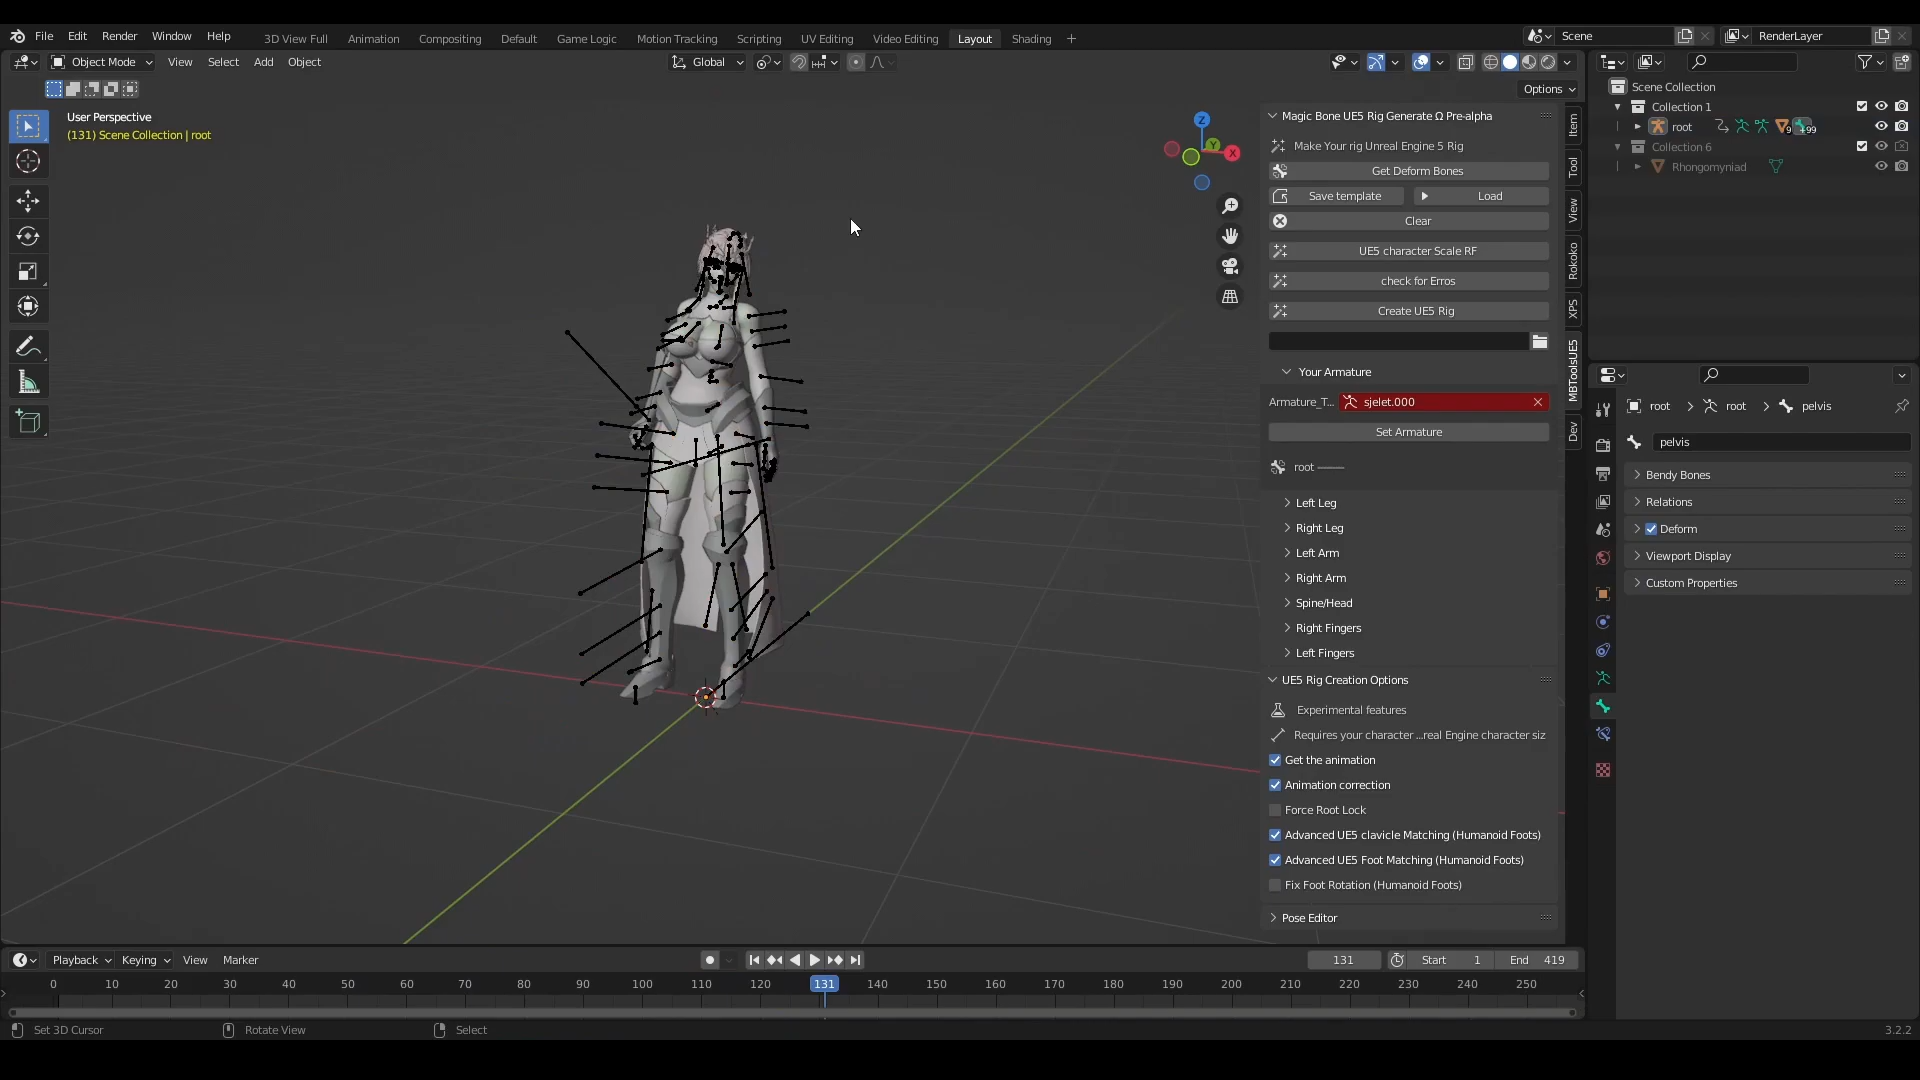 File Edit Render Window Help
3D View Full Animation Compositing Default Game Logic Motion Tracking Scripting UV Editing Video Editing Layout Shading +
Scene
RenderLayer
Object Mode View Select Add Object
Global
Options
User Perspective
(131) Scene Collection | root
Z
Y
X
Magic Bone UE5 Rig Generate Ω Pre-alpha
Make Your rig Unreal Engine 5 Rig
Get Deform Bones
Save template Load
Clear
UE5 character Scale RF
check for Erros
Create UE5 Rig
Your Armature
Armature_T... sjelet.000
Set Armature
root ——
Left Leg
Right Leg
Left Arm
Right Arm
Spine/Head
Right Fingers
Left Fingers
UE5 Rig Creation Options
Experimental features
Requires your character ...real Engine character siz
Get the animation
Animation correction
Force Root Lock
Advanced UE5 clavicle Matching (Humanoid Foots)
Advanced UE5 Foot Matching (Humanoid Foots)
Fix Foot Rotation (Humanoid Foots)
Pose Editor
Item
Tool
View
Rokoko
XPS
MBToolsUE5
Dev
Scene Collection
Collection 1
root 9 +99
Collection 6
Rhongomyniad
root > root > pelvis
pelvis
Bendy Bones
Relations
Deform
Viewport Display
Custom Properties
Playback Keying View Marker
131 Start 1 End 419
0 10 20 30 40 50 60 70 80 90 100 110 120 131 140 150 160 170 180 190 200 210 220 230 240 250
Set 3D Cursor Rotate View Select
3.2.2